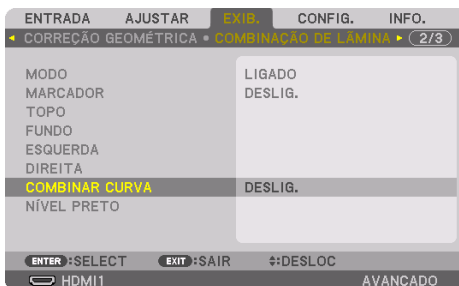 ENTRADA AJUSTAR EXIB. CONFIG. INFO.
CORREÇÃO GEOMÉTRICA • COMBINAÇÃO DE LÂMINA 2/3
MODO LIGADO
MARCADOR DESLIG.
TOPO
FUNDO
ESQUERDA
DIREITA
COMBINAR CURVA DESLIG.
NÍVEL PRETO
ENTER :SELECT EXIT :SAIR :DESLOC
HDMI1 AVANCADO